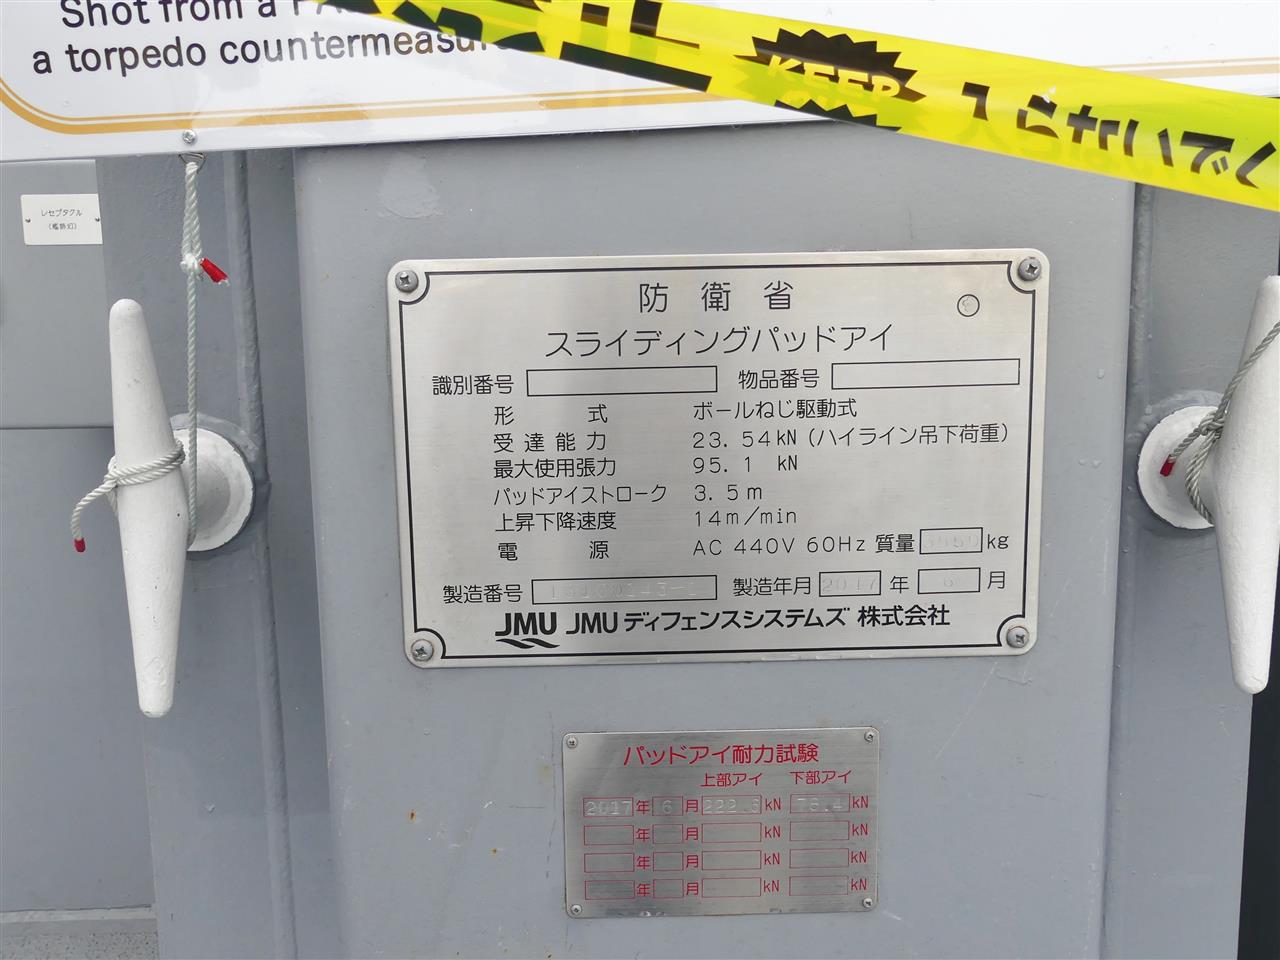 Shot from a
a torpedo countermeasure
KEEP
入らないでく
レセプタクル
防衛省
スライディングパッドアイ
識別番号 物品番号
形式 ボールねじ駆動式
受達能力 23.54kN (ハイライン吊下荷重)
最大使用張力 95.1 kN
パッドアイストローク 3.5m
上昇下降速度 14m/min
電源 AC 440V 60Hz 質量 kg
製造番号 製造年月 2017 年 6 月
JMU JMU ディフェンスシステムズ 株式会社
パッドアイ耐力試験
上部アイ 下部アイ
2017 年 6 月 222.6 kN 78.4 kN
年 月 kN kN
年 月 kN kN
年 月 kN kN